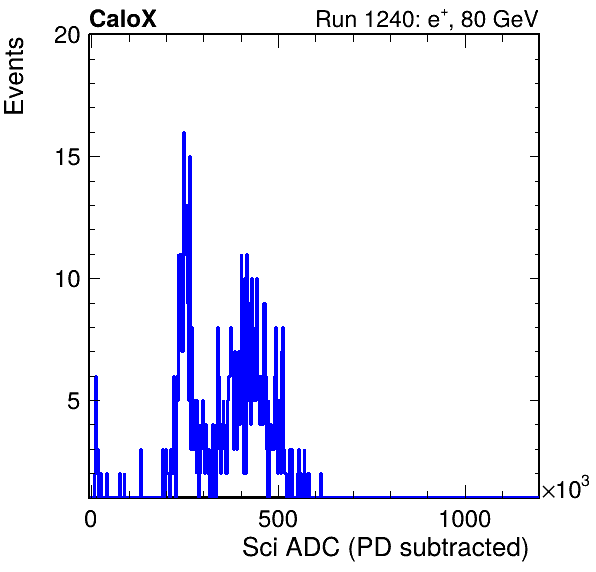 CaloX Run 1240: e⁺, 80 GeV
Events
20
15
10
5
0 500 1000 ×10³
Sci ADC (PD subtracted)